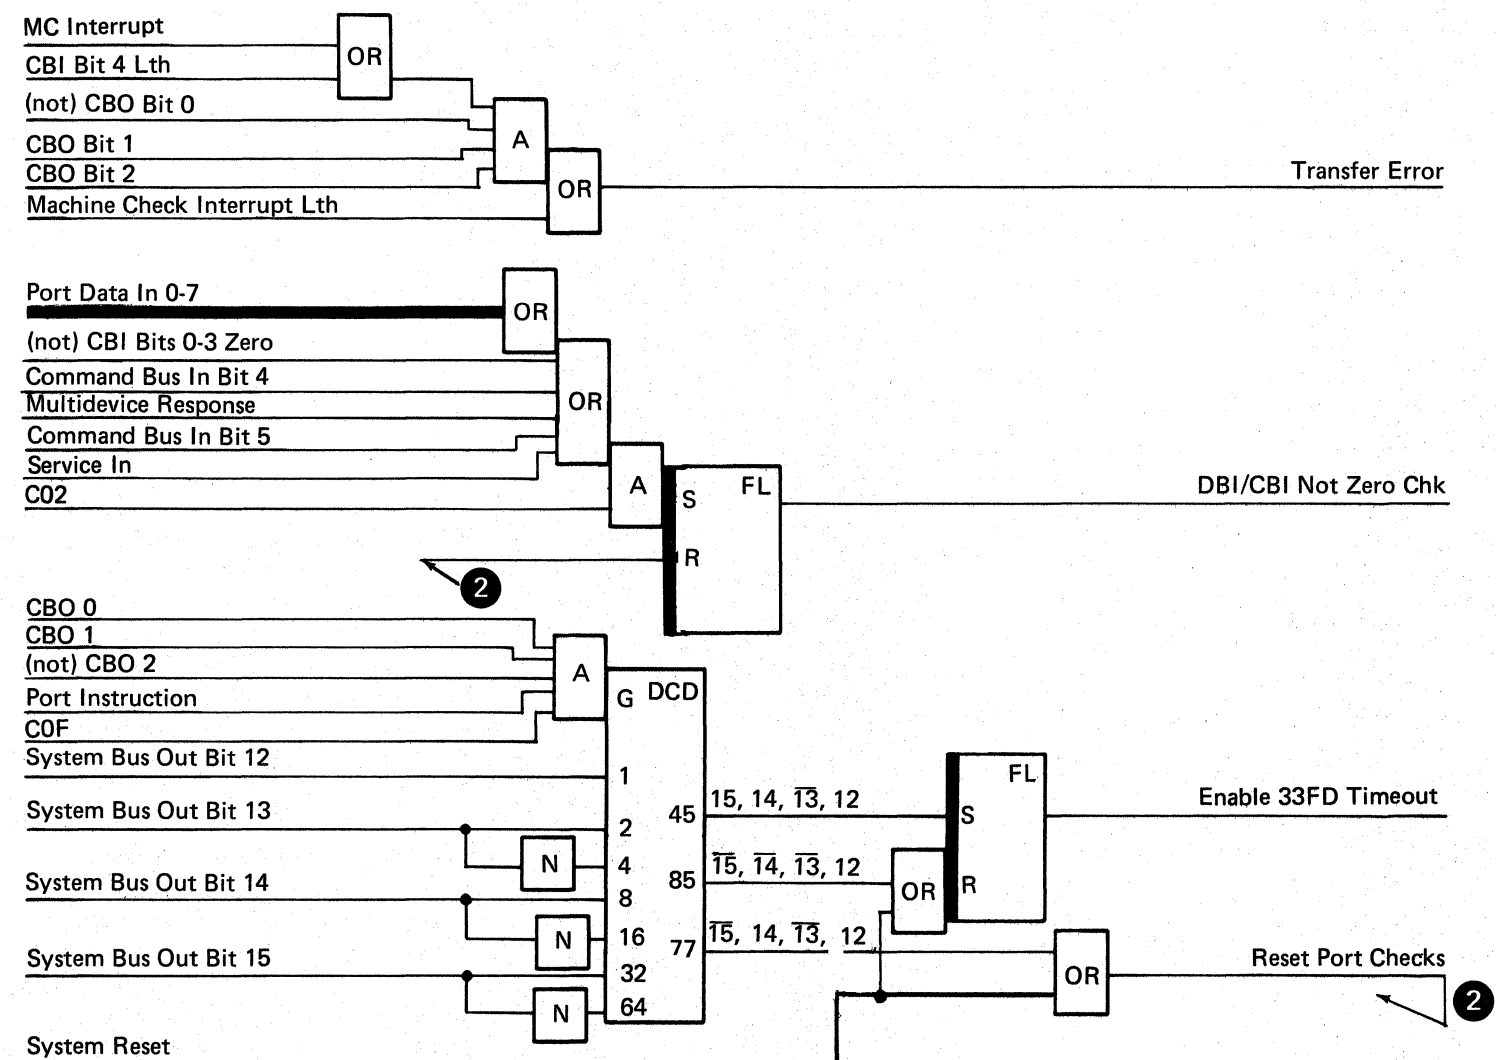 MC Interrupt
OR
CBI Bit 4 Lth
(not) CBO Bit 0
A
CBO Bit 1
CBO Bit 2
OR
Transfer Error
Machine Check Interrupt Lth
Port Data In 0-7
OR
(not) CBI Bits 0-3 Zero
Command Bus In Bit 4
OR
Multidevice Response
Command Bus In Bit 5
Service In
A
S FL
DBI/CBI Not Zero Chk
C02
R
2
CBO 0
CBO 1
(not) CBO 2
A
Port Instruction
G DCD
C0F
System Bus Out Bit 12
1
FL
System Bus Out Bit 13
45
15, 14, 1̅3̅, 12
S
Enable 33FD Timeout
2
N
4
85
1̅5̅, 1̅4̅, 1̅3̅, 12
OR
R
System Bus Out Bit 14
8
N
16
77
1̅5̅, 14, 1̅3̅, 12
System Bus Out Bit 15
32
OR
Reset Port Checks
2
N
64
System Reset